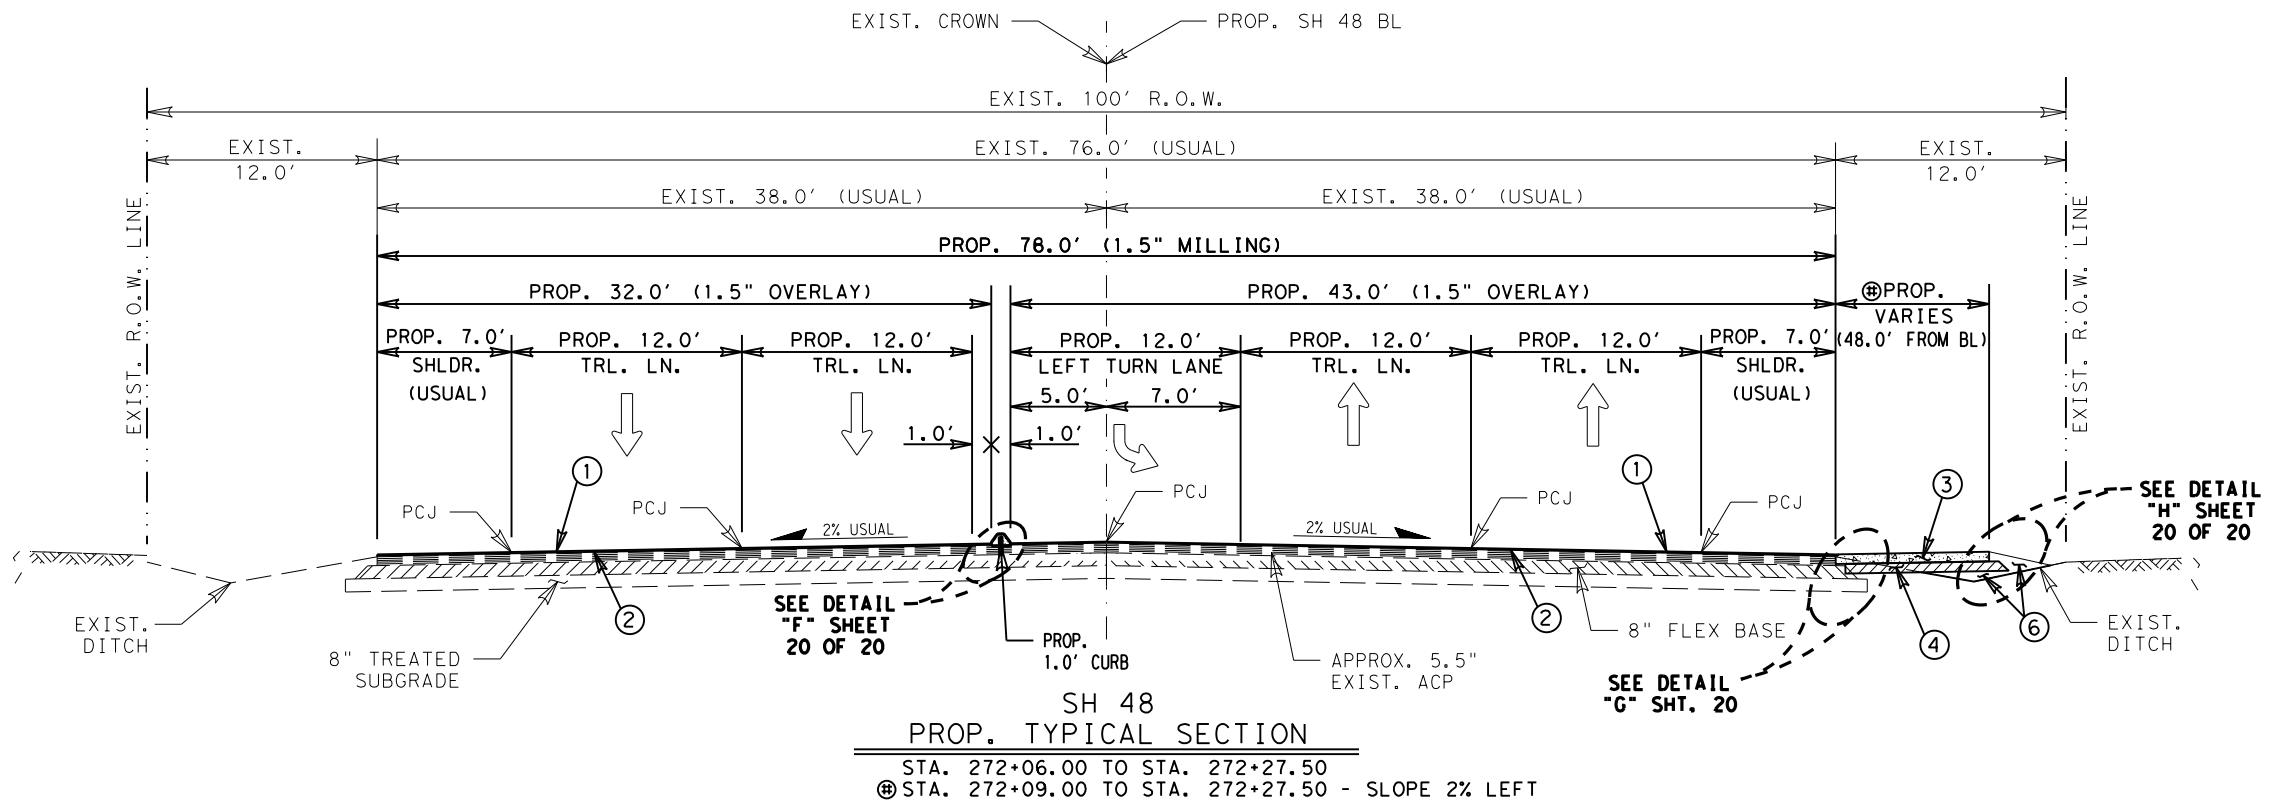 EXIST. CROWN
PROP. SH 48 BL
EXIST. 100' R.O.W.
EXIST.
12.0'
EXIST. 76.0' (USUAL)
EXIST.
12.0'
EXIST. 38.0' (USUAL)
EXIST. 38.0' (USUAL)
EXIST. R.O.W. LINE
EXIST. R.O.W. LINE
PROP. 76.0' (1.5" MILLING)
PROP. 32.0' (1.5" OVERLAY)
PROP. 43.0' (1.5" OVERLAY)
# PROP.
VARIES
(48.0' FROM BL)
PROP. 7.0'
SHLDR.
(USUAL)
PROP. 12.0'
TRL. LN.
PROP. 12.0'
TRL. LN.
PROP. 12.0'
LEFT TURN LANE
PROP. 12.0'
TRL. LN.
PROP. 12.0'
TRL. LN.
PROP. 7.0'
SHLDR.
(USUAL)
5.0'
7.0'
1.0'
1.0'
1
1
3
PCJ
PCJ
PCJ
PCJ
PCJ
2% USUAL
2% USUAL
SEE DETAIL
"H" SHEET
20 OF 20
EXIST.
DITCH
2
SEE DETAIL
"F" SHEET
20 OF 20
2
8" FLEX BASE
4
6
EXIST.
DITCH
8" TREATED
SUBGRADE
PROP.
1.0' CURB
APPROX. 5.5"
EXIST. ACP
SEE DETAIL
"G" SHT. 20
SH 48
PROP. TYPICAL SECTION
STA. 272+06.00 TO STA. 272+27.50
# STA. 272+09.00 TO STA. 272+27.50 - SLOPE 2% LEFT